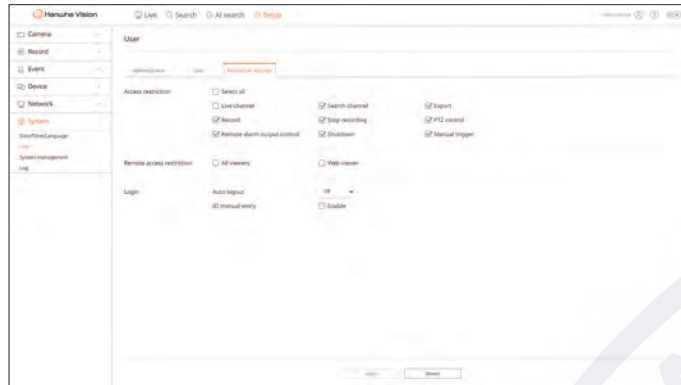 Hanwha Vision Live Search AI search Setup
Camera
Record
Event
Device
Network
System
Date/Time/Language
User
System management
Log
User
Administrator User Restriction settings
Access restriction Select all
Live channel Search channel Export
Record Stop recording PTZ control
Remote alarm output control Shutdown Manual trigger
Remote access restriction All viewers Web viewer
Login Auto logout Off
ID manual entry Enable
Revert